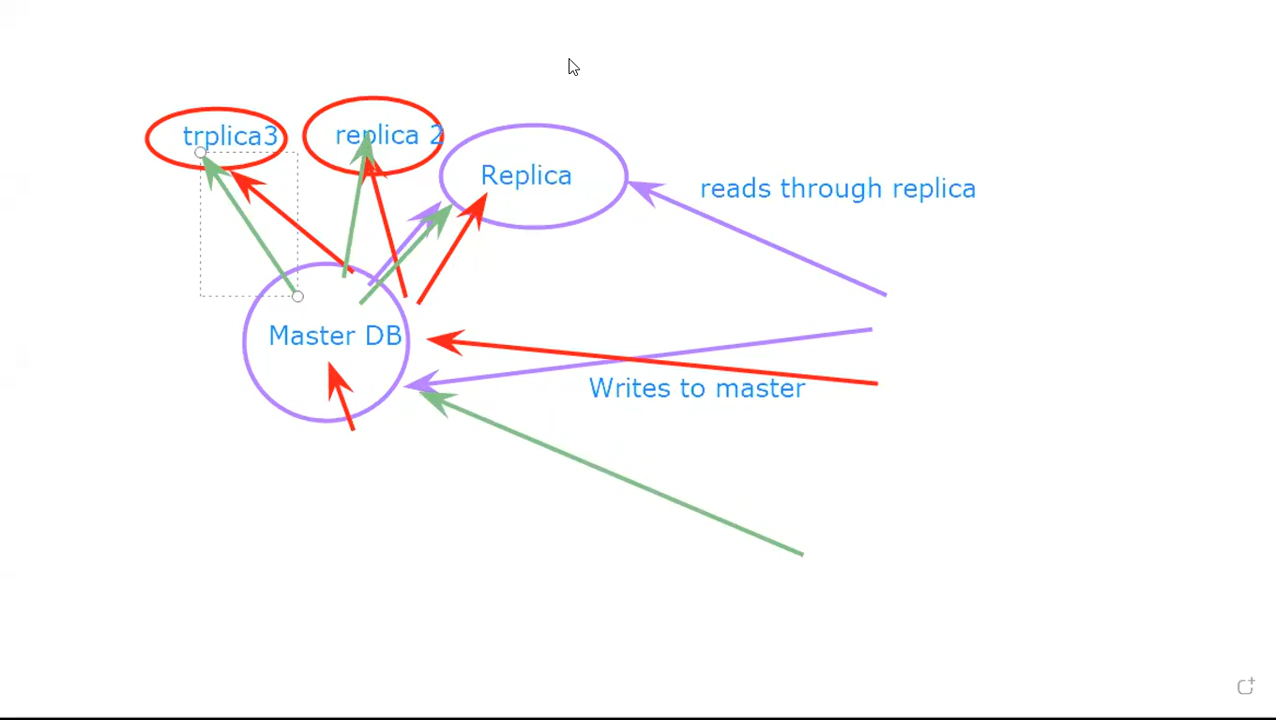 trplica3
replica 2
Replica
reads through replica
Master DB
Writes to master